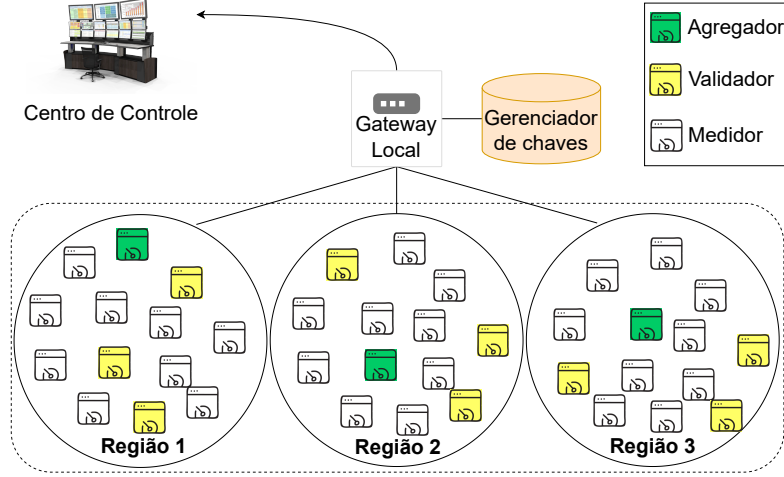 Centro de Controle
Gateway
Local
Gerenciador
de chaves
Agregador
Validador
Medidor
Região 1
Região 2
Região 3